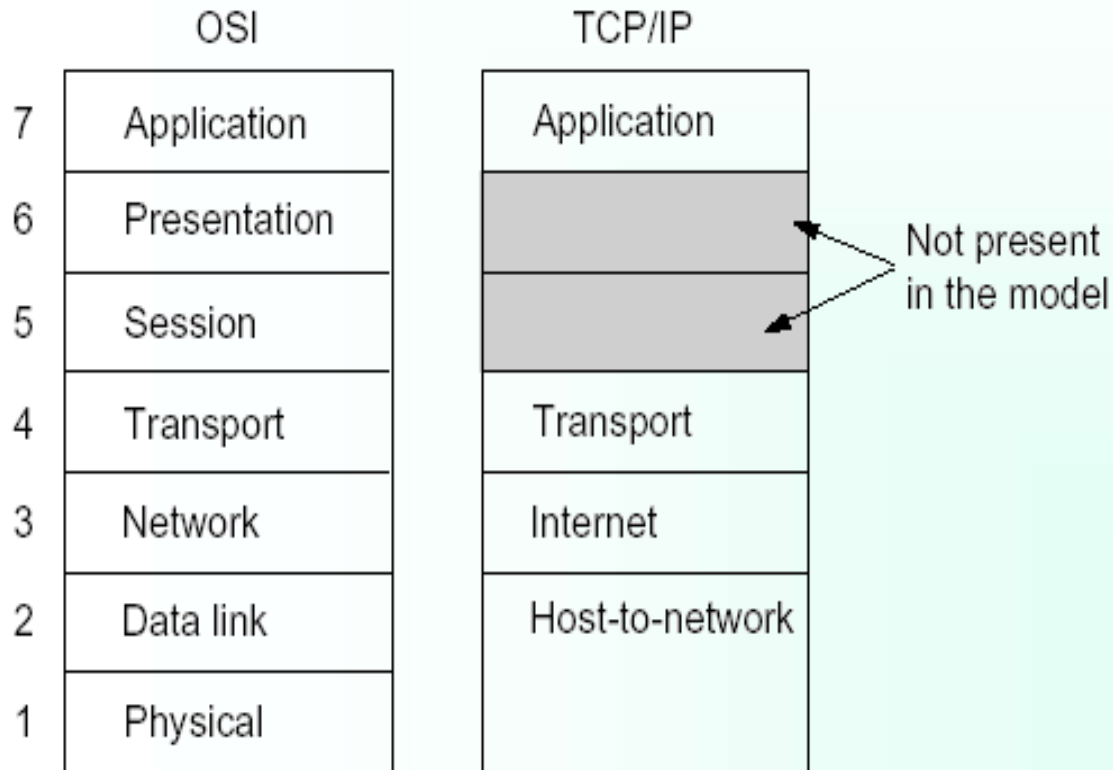 OSI TCP/IP
7 Application Application
6 Presentation
Not present
in the model
5 Session
4 Transport Transport
3 Network Internet
2 Data link Host-to-network
1 Physical